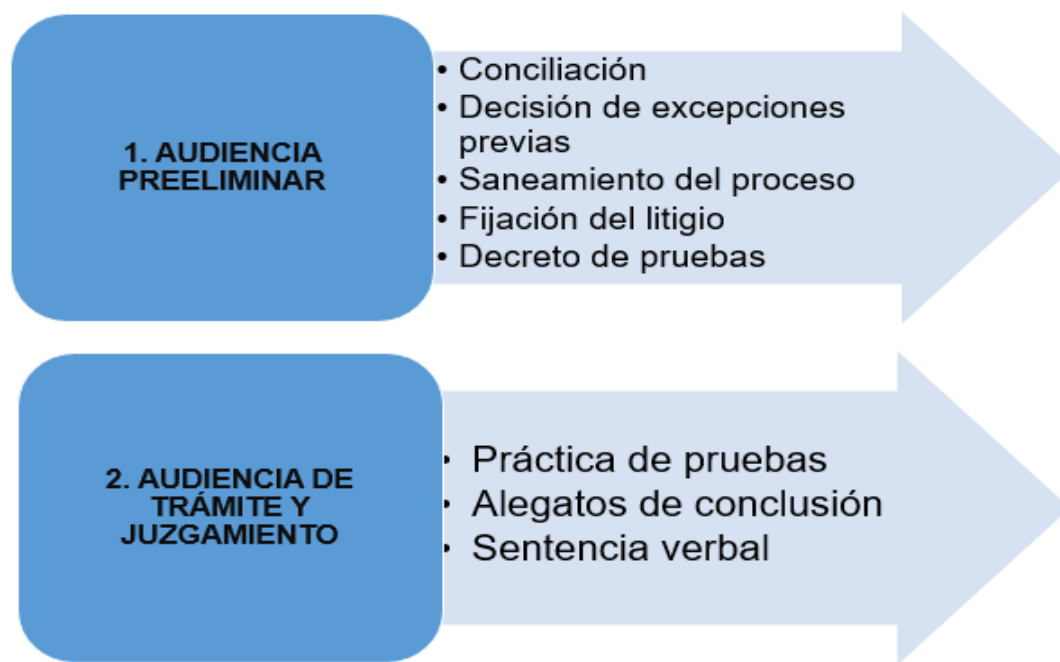 1. AUDIENCIA
PREELIMINAR
• Conciliación
• Decisión de excepciones
previas
• Saneamiento del proceso
• Fijación del litigio
• Decreto de pruebas
2. AUDIENCIA DE
TRÁMITE Y
JUZGAMIENTO
• Práctica de pruebas
• Alegatos de conclusión
• Sentencia verbal